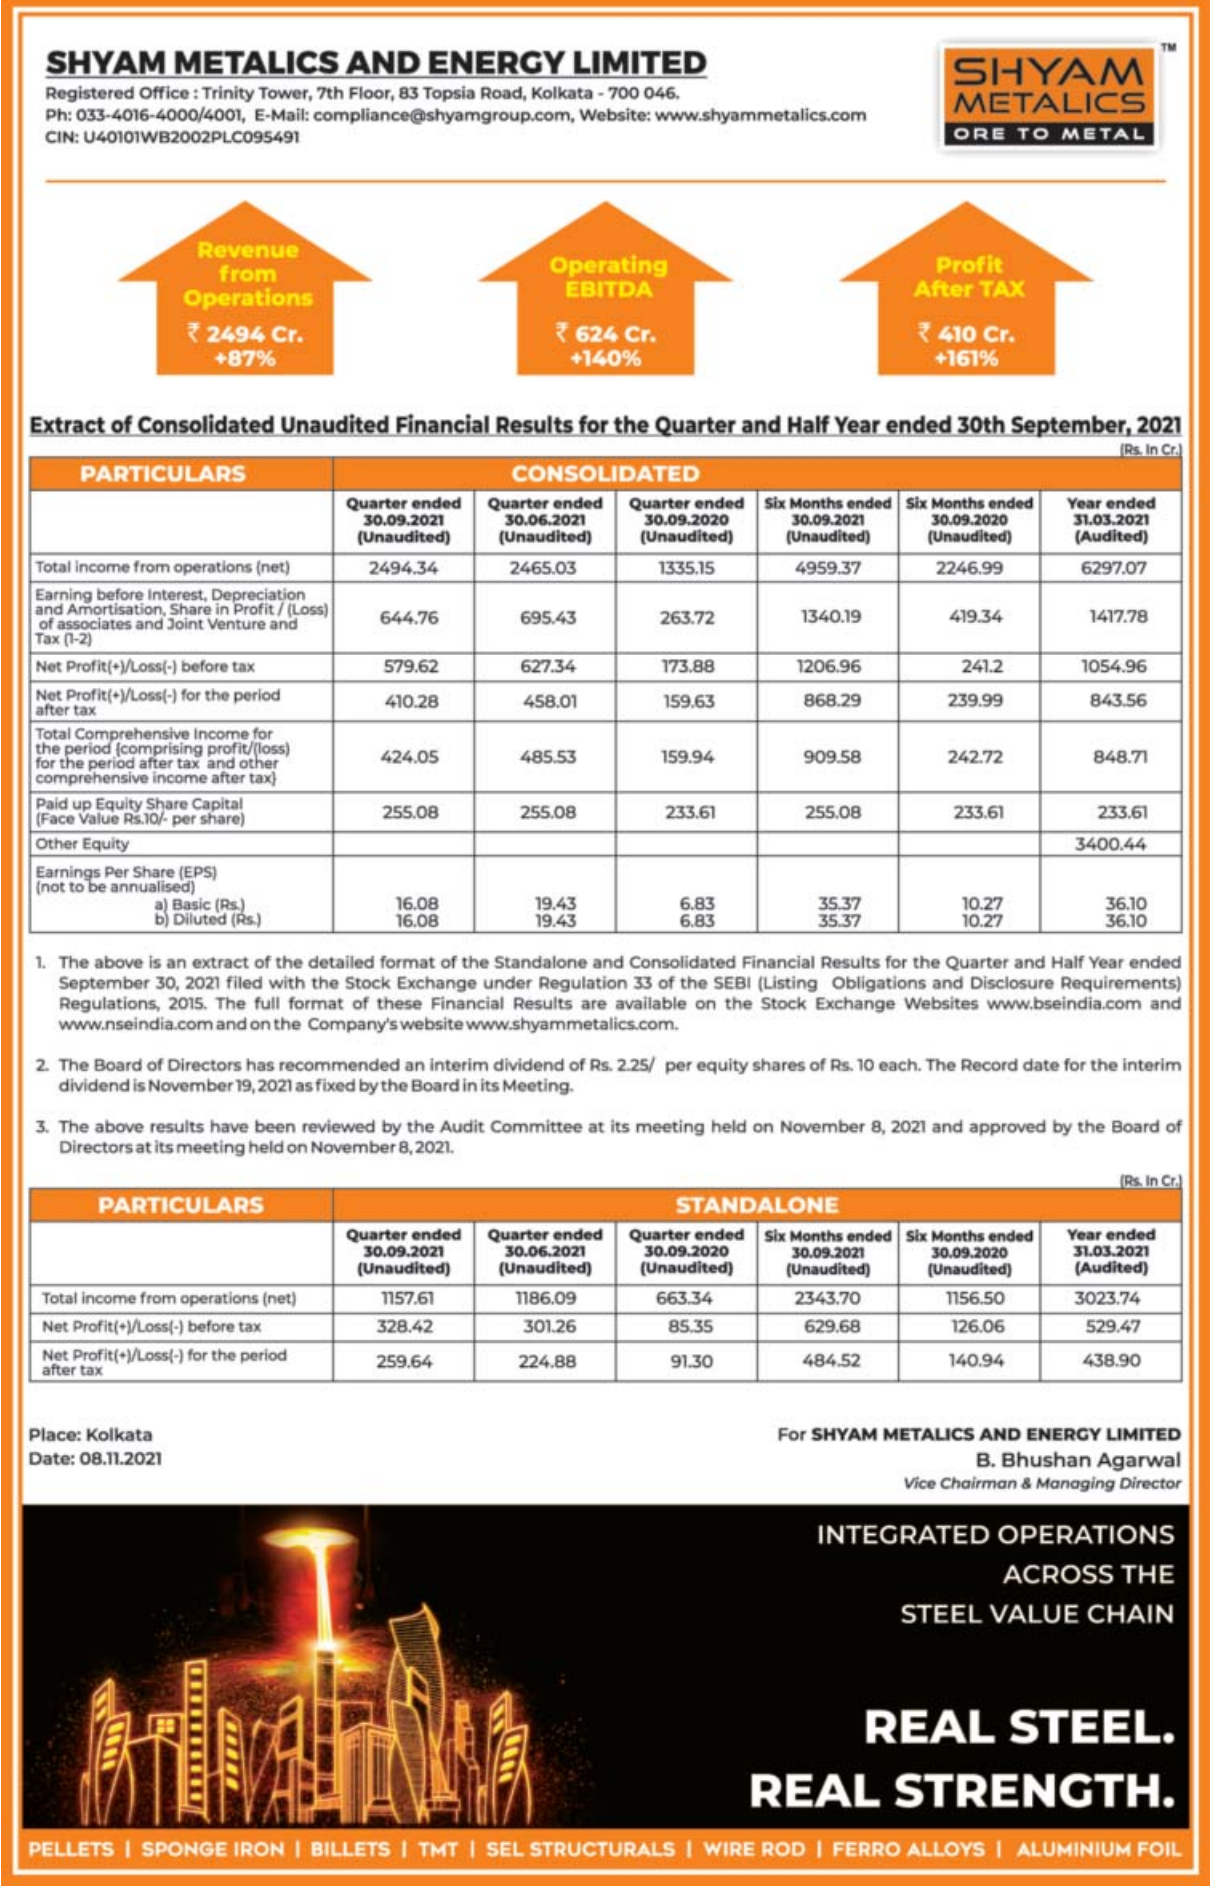 SHYAM METALICS AND ENERGY LIMITED
Registered Office : Trinity Tower, 7th Floor, 83 Topsia Road, Kolkata - 700 046.
Ph: 033-4016-4000/4001, E-Mail: compliance@shyamgroup.com, Website: www.shyammetalics.com
CIN: U40101WB2002PLC095491
SHYAM
METALICS
ORE TO METAL
TM
Revenue
from
Operations
₹ 2494 Cr.
+87%
Operating
EBITDA
₹ 624 Cr.
+140%
Profit
After TAX
₹ 410 Cr.
+161%
Extract of Consolidated Unaudited Financial Results for the Quarter and Half Year ended 30th September, 2021
(Rs. In Cr.)
PARTICULARS CONSOLIDATED
Quarter ended Quarter ended Quarter ended Six Months ended Six Months ended Year ended
30.09.2021 30.06.2021 30.09.2020 30.09.2021 30.09.2020 31.03.2021
(Unaudited) (Unaudited) (Unaudited) (Unaudited) (Unaudited) (Audited)
Total income from operations (net) 2494.34 2465.03 1335.15 4959.37 2246.99 6297.07
Earning before Interest, Depreciation
and Amortisation, Share in Profit / (Loss)
of associates and Joint Venture and
Tax (1-2)
644.76 695.43 263.72 1340.19 419.34 1417.78
Net Profit(+)/Loss(-) before tax 579.62 627.34 173.88 1206.96 241.2 1054.96
Net Profit(+)/Loss(-) for the period
after tax
410.28 458.01 159.63 868.29 239.99 843.56
Total Comprehensive Income for
the period {comprising profit/(loss)
for the period after tax and other
comprehensive income after tax}
424.05 485.53 159.94 909.58 242.72 848.71
Paid up Equity Share Capital
(Face Value Rs.10/- per share)
255.08 255.08 233.61 255.08 233.61 233.61
Other Equity 3400.44
Earnings Per Share (EPS)
(not to be annualised)
a) Basic (Rs.) 16.08 19.43 6.83 35.37 10.27 36.10
b) Diluted (Rs.) 16.08 19.43 6.83 35.37 10.27 36.10
1. The above is an extract of the detailed format of the Standalone and Consolidated Financial Results for the Quarter and Half Year ended
September 30, 2021 filed with the Stock Exchange under Regulation 33 of the SEBI (Listing Obligations and Disclosure Requirements)
Regulations, 2015. The full format of these Financial Results are available on the Stock Exchange Websites www.bseindia.com and
www.nseindia.com and on the Company's website www.shyammetalics.com.
2. The Board of Directors has recommended an interim dividend of Rs. 2.25/ per equity shares of Rs. 10 each. The Record date for the interim
dividend is November 19, 2021 as fixed by the Board in its Meeting.
3. The above results have been reviewed by the Audit Committee at its meeting held on November 8, 2021 and approved by the Board of
Directors at its meeting held on November 8, 2021.
(Rs. In Cr.)
PARTICULARS STANDALONE
Quarter ended Quarter ended Quarter ended Six Months ended Six Months ended Year ended
30.09.2021 30.06.2021 30.09.2020 30.09.2021 30.09.2020 31.03.2021
(Unaudited) (Unaudited) (Unaudited) (Unaudited) (Unaudited) (Audited)
Total income from operations (net) 1157.61 1186.09 663.34 2343.70 1156.50 3023.74
Net Profit(+)/Loss(-) before tax 328.42 301.26 85.35 629.68 126.06 529.47
Net Profit(+)/Loss(-) for the period
after tax
259.64 224.88 91.30 484.52 140.94 438.90
Place: Kolkata
Date: 08.11.2021
For SHYAM METALICS AND ENERGY LIMITED
B. Bhushan Agarwal
Vice Chairman & Managing Director
INTEGRATED OPERATIONS
ACROSS THE
STEEL VALUE CHAIN
REAL STEEL.
REAL STRENGTH.
PELLETS | SPONGE IRON | BILLETS | TMT | SEL STRUCTURALS | WIRE ROD | FERRO ALLOYS | ALUMINIUM FOIL